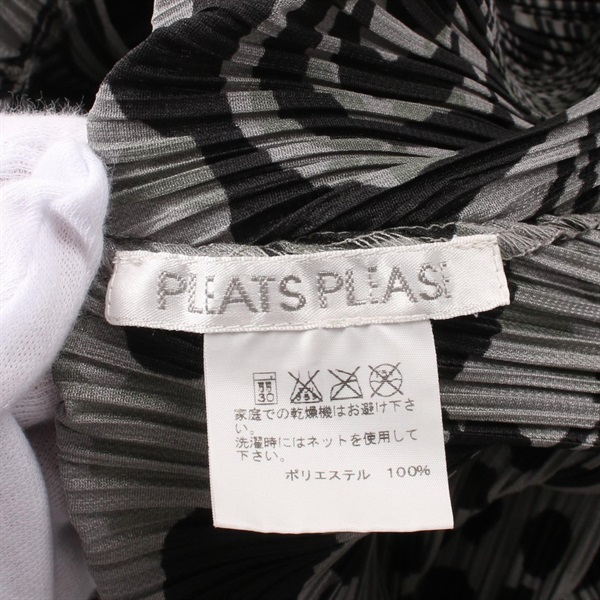 PLEATS PLEASE
弱
30
家庭での乾燥機はお避け下さ
い。
洗濯時にはネットを使用して
下さい。
ポリエステル 100%